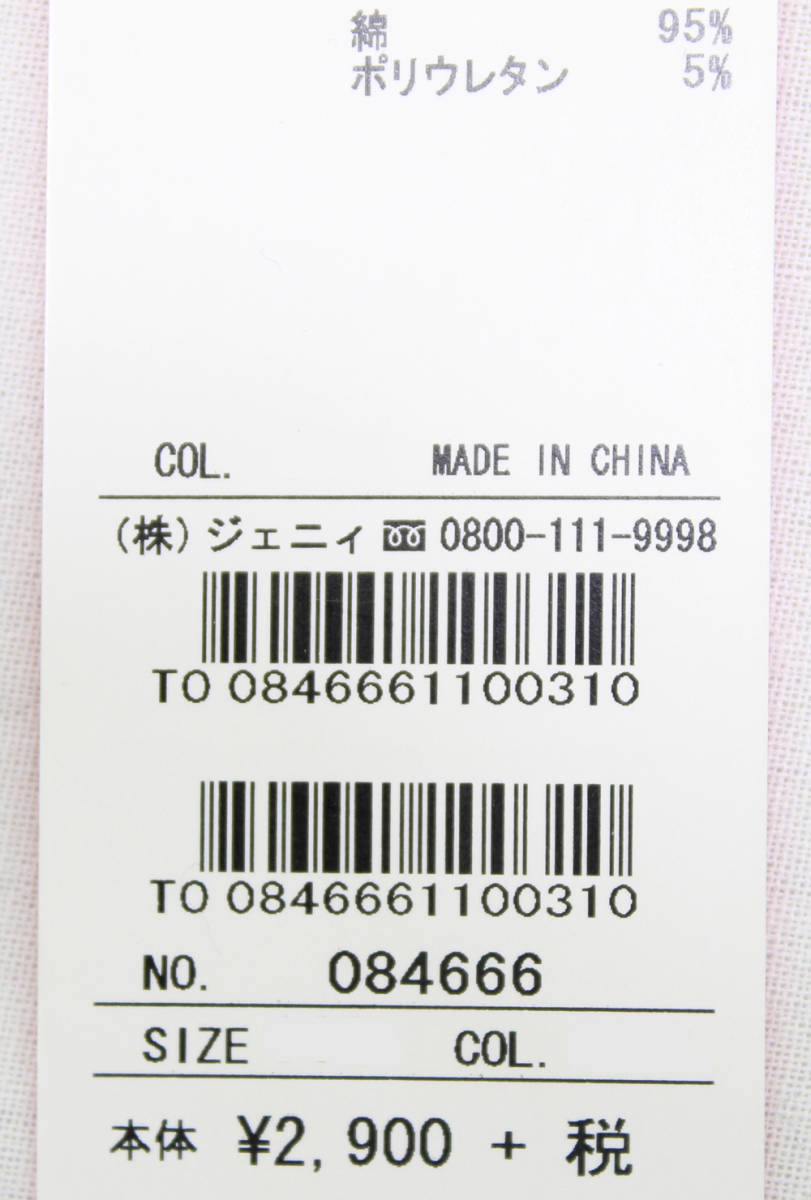 綿 95%
ポリウレタン 5%
COL. MADE IN CHINA
(株)ジェニィ 0800-111-9998
TO 0846661100310
TO 0846661100310
NO. 084666
SIZE COL.
本体 ¥2,900 + 税